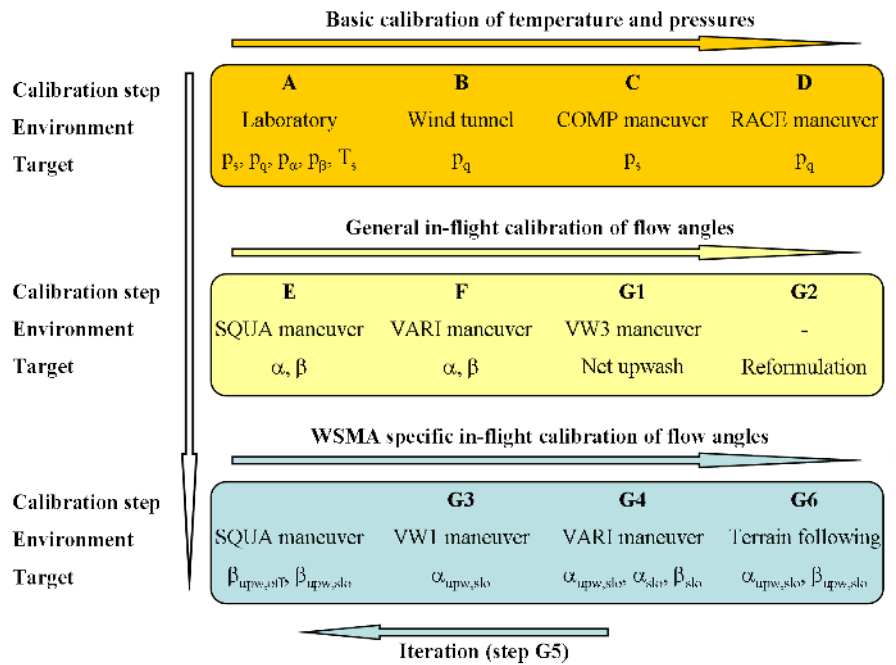 Basic calibration of temperature and pressures
Calibration step A B C D
Environment Laboratory Wind tunnel COMP maneuver RACE maneuver
Target p_s, p_q, p_α, p_β, T_s p_q p_s p_q
General in-flight calibration of flow angles
Calibration step E F G1 G2
Environment SQUA maneuver VARI maneuver VW3 maneuver -
Target α, β α, β Net upwash Reformulation
WSMA specific in-flight calibration of flow angles
Calibration step G3 G4 G6
Environment SQUA maneuver VW1 maneuver VARI maneuver Terrain following
Target β_upw,off, β_upw,slo α_upw,slo α_upw,slo, α_slo, β_slo α_upw,slo, β_upw,slo
Iteration (step G5)